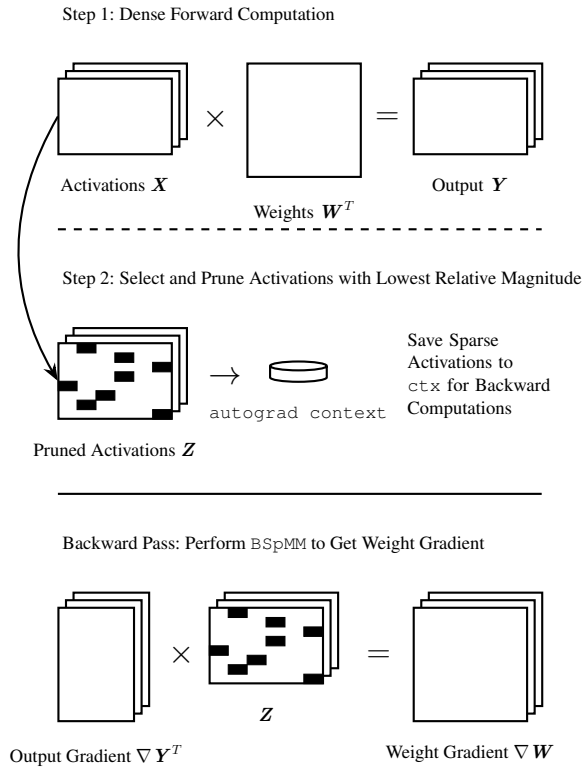 Step 1: Dense Forward Computation
× =
Activations X
Weights W^T
Output Y
Step 2: Select and Prune Activations with Lowest Relative Magnitude
→
Save Sparse
Activations to
ctx for Backward
Computations
autograd context
Pruned Activations Z
Backward Pass: Perform BSpMM to Get Weight Gradient
× =
Z
Output Gradient ∇ Y^T
Weight Gradient ∇ W